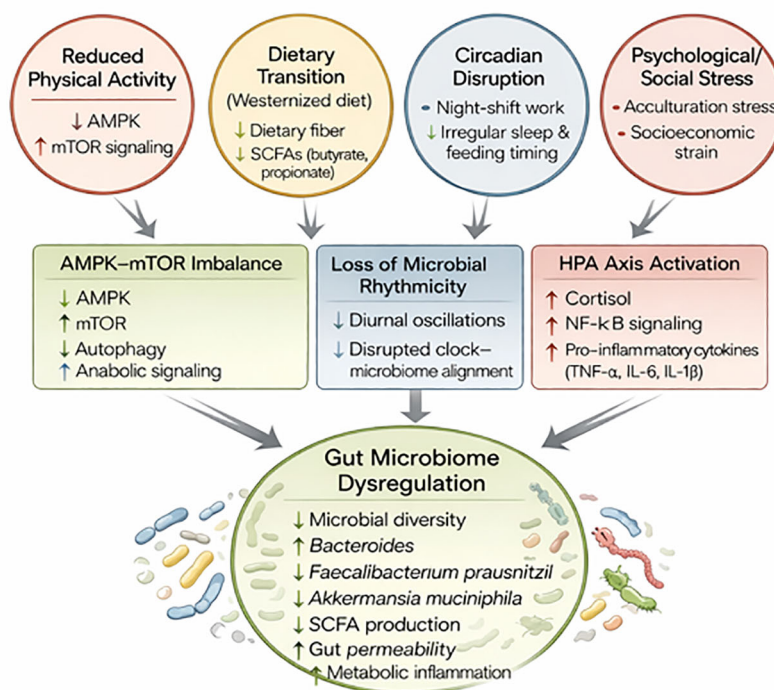 Reduced
Physical Activity
↓ AMPK
↑ mTOR signaling
Dietary
Transition
(Westernized diet)
↓ Dietary fiber
↓ SCFAs (butyrate,
propionate)
Circadian
Disruption
• Night-shift work
↓ Irregular sleep &
feeding timing
Psychological/
Social Stress
• Acculturation stress
• Socioeconomic
strain
AMPK–mTOR Imbalance
↓ AMPK
↑ mTOR
↓ Autophagy
↑ Anabolic signaling
Loss of Microbial
Rhythmicity
↓ Diurnal oscillations
↓ Disrupted clock–
microbiome alignment
HPA Axis Activation
↑ Cortisol
↑ NF-kB signaling
↑ Pro-inflammatory cytokines
(TNF-α, IL-6, IL-1β)
Gut Microbiome
Dysregulation
↓ Microbial diversity
↑ Bacteroides
↓ Faecalibacterıum prausnitzil
↓ Akkermansia muciniphila
↓ SCFA production
↑ Gut permeability
↑ Metabolic inflammation